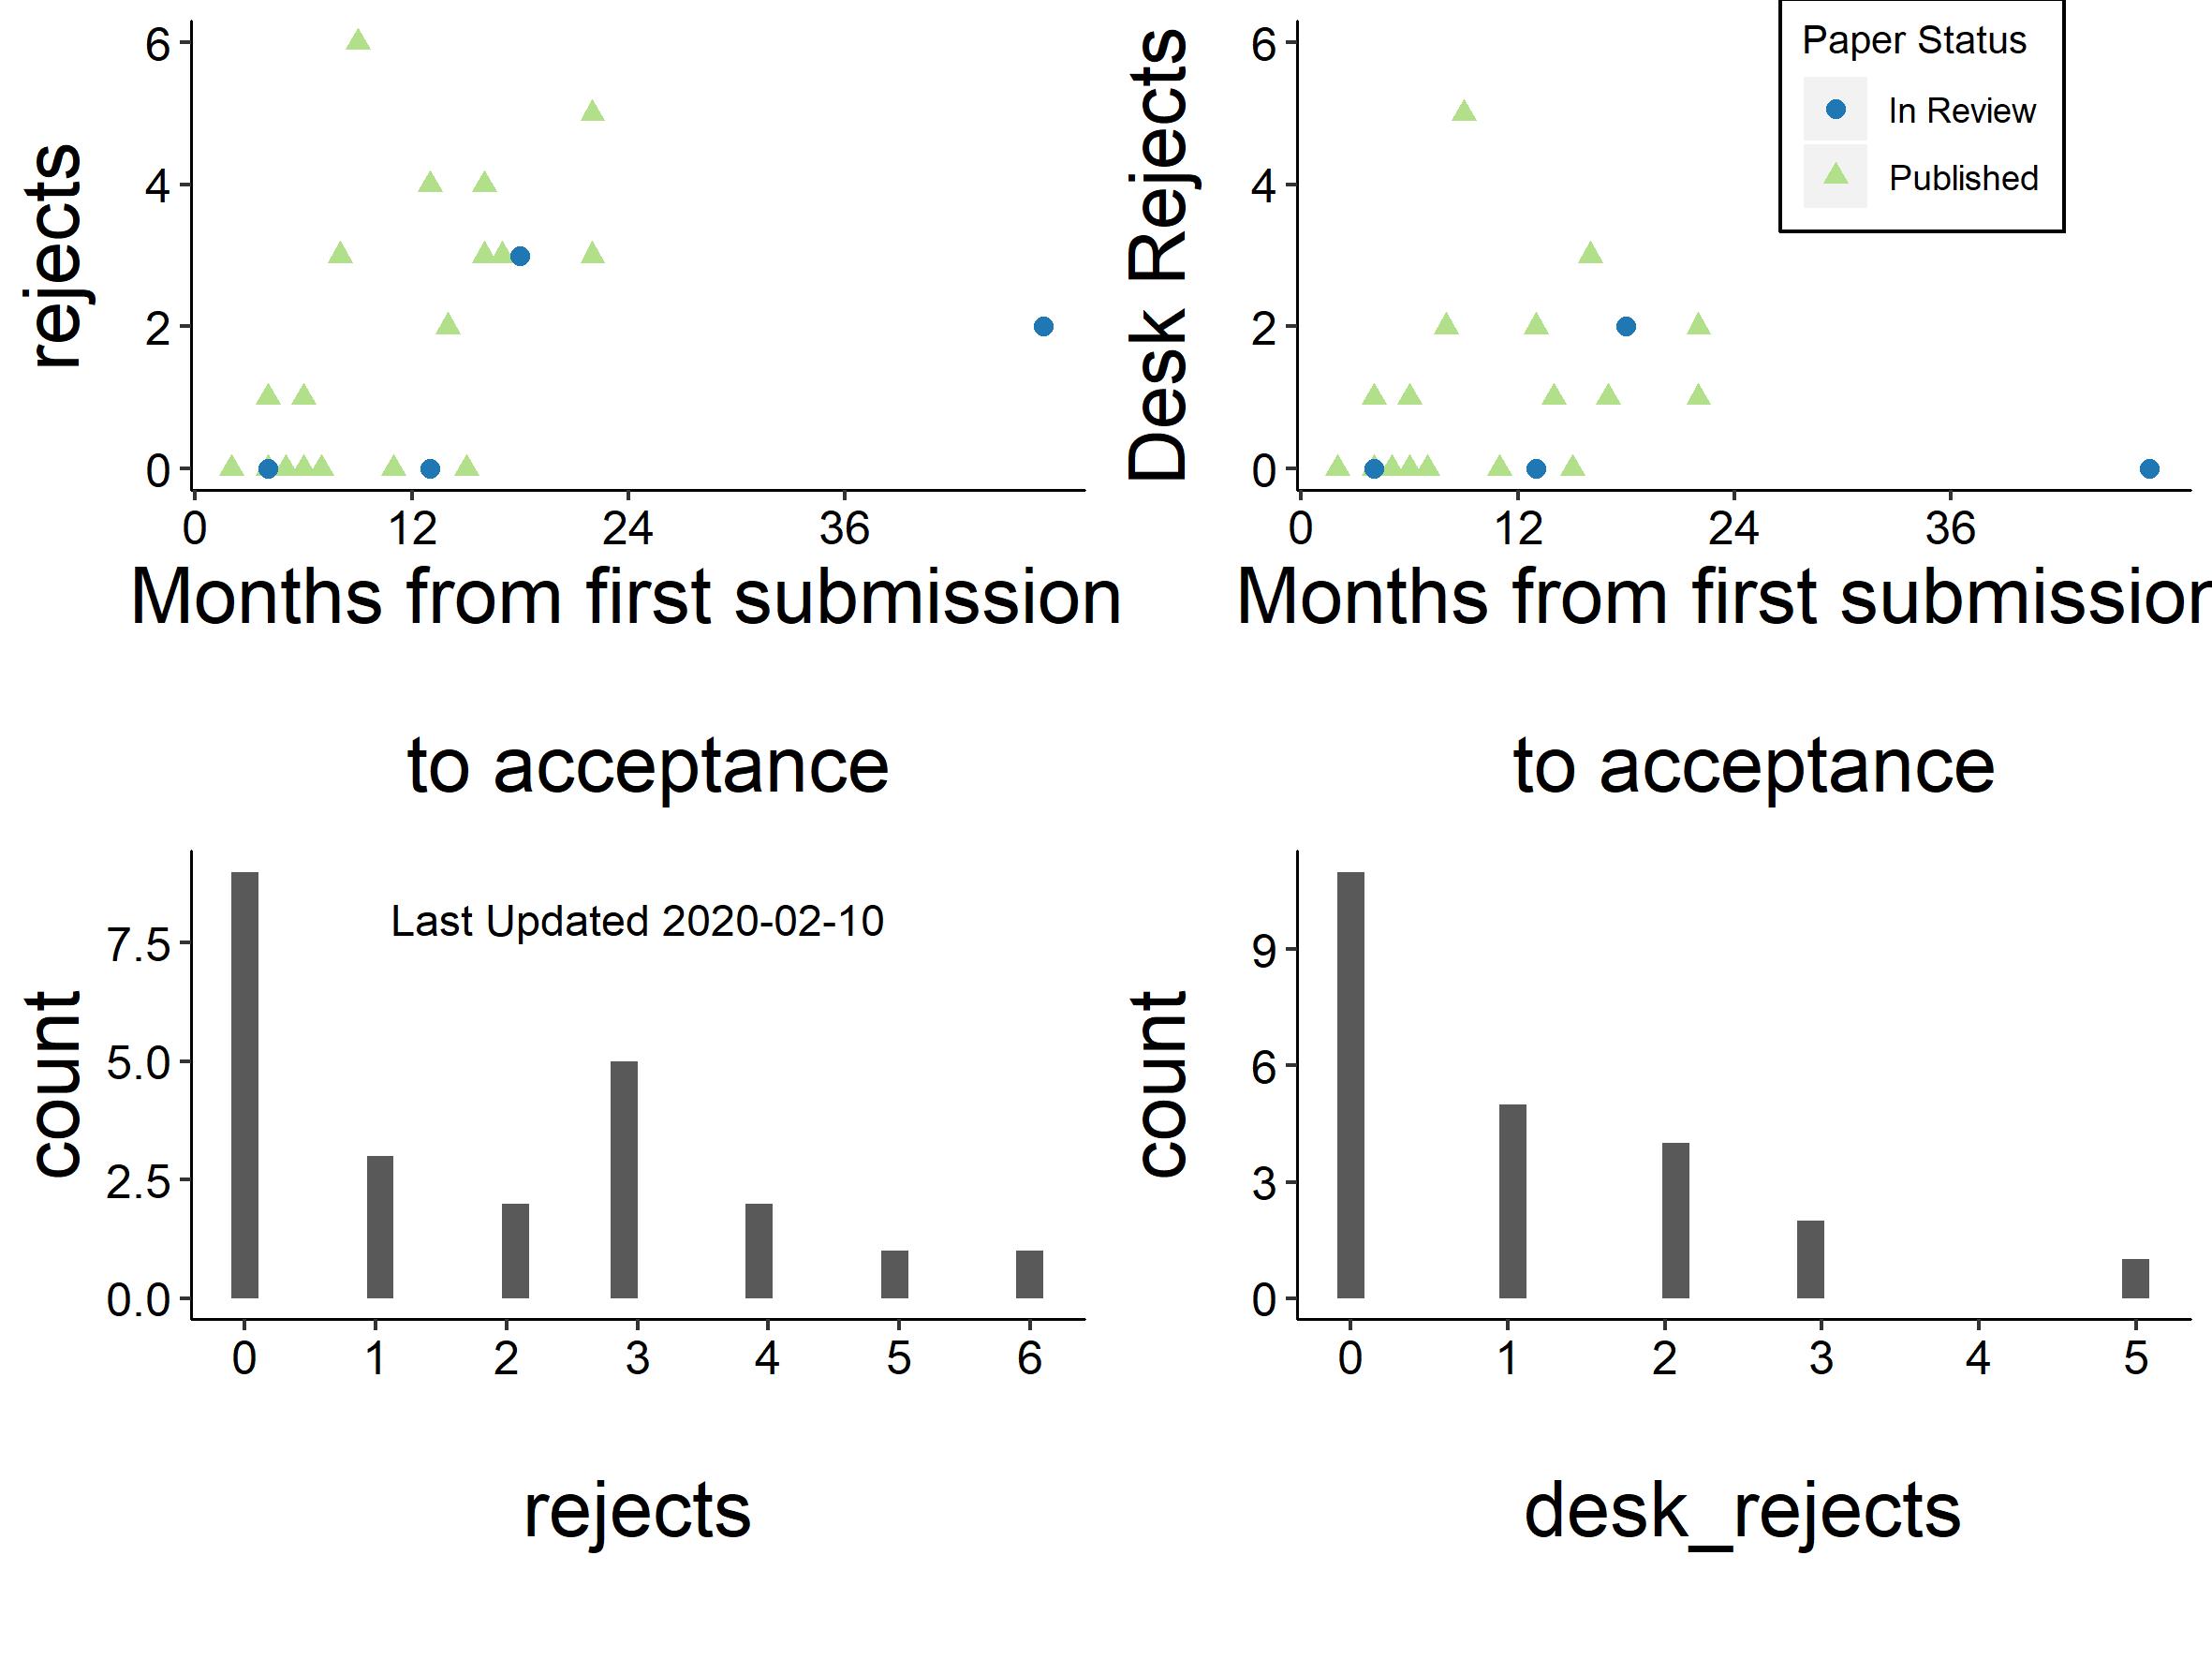 rejects
6
4
2
0
0 12 24 36
Months from first submission
to acceptance
Desk Rejects
6
4
2
0
0 12 24 36
Months from first submission
to acceptance
Paper Status
In Review
Published
count
7.5
5.0
2.5
0.0
Last Updated 2020-02-10
0 1 2 3 4 5 6
rejects
count
9
6
3
0
0 1 2 3 4 5
desk_rejects